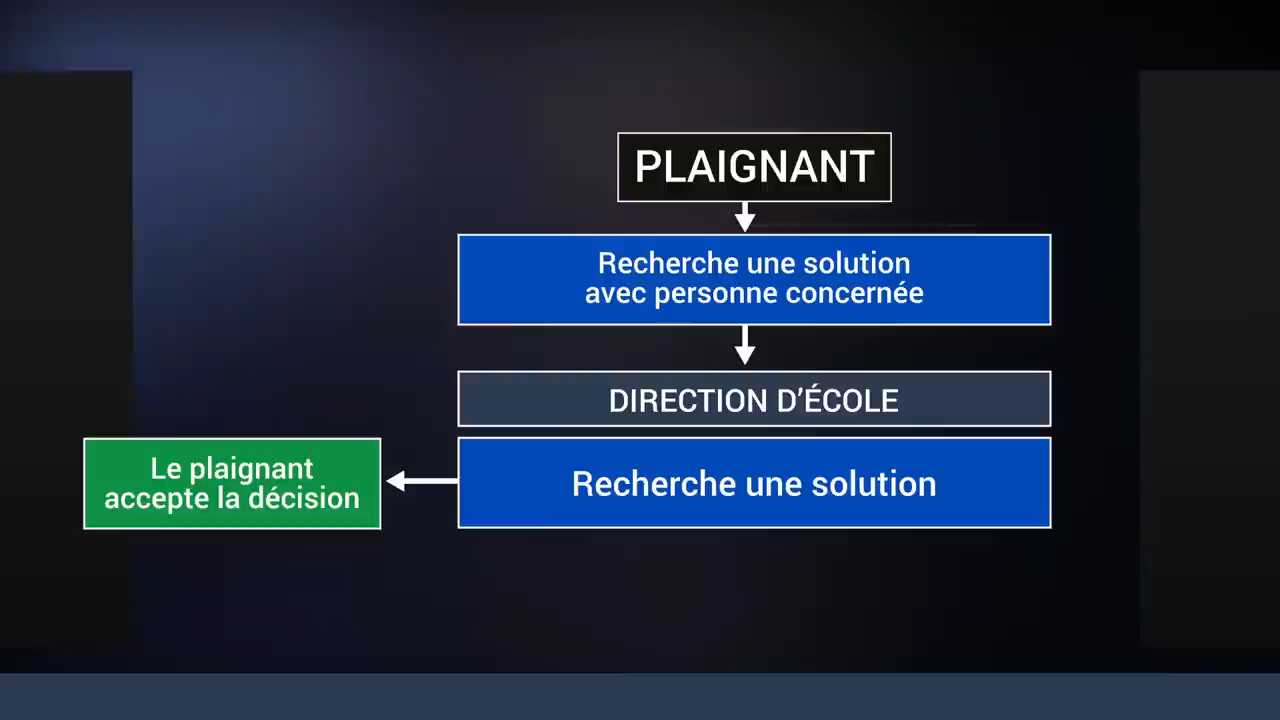 PLAIGNANT
Recherche une solution
avec personne concernée
DIRECTION D'ÉCOLE
Le plaignant
accepte la décision
Recherche une solution